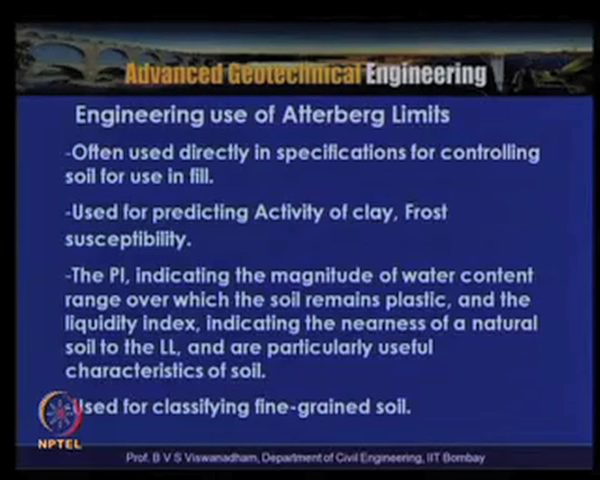 Advanced Geotechnical Engineering
Engineering use of Atterberg Limits
-Often used directly in specifications for controlling
soil for use in fill.
-Used for predicting Activity of clay, Frost
susceptibility.
-The PI, indicating the magnitude of water content
range over which the soil remains plastic, and the
liquidity index, indicating the nearness of a natural
soil to the LL, and are particularly useful
characteristics of soil.
-Used for classifying fine-grained soil.
NPTEL
Prof. B V S Viswanadham, Department of Civil Engineering, IIT Bombay